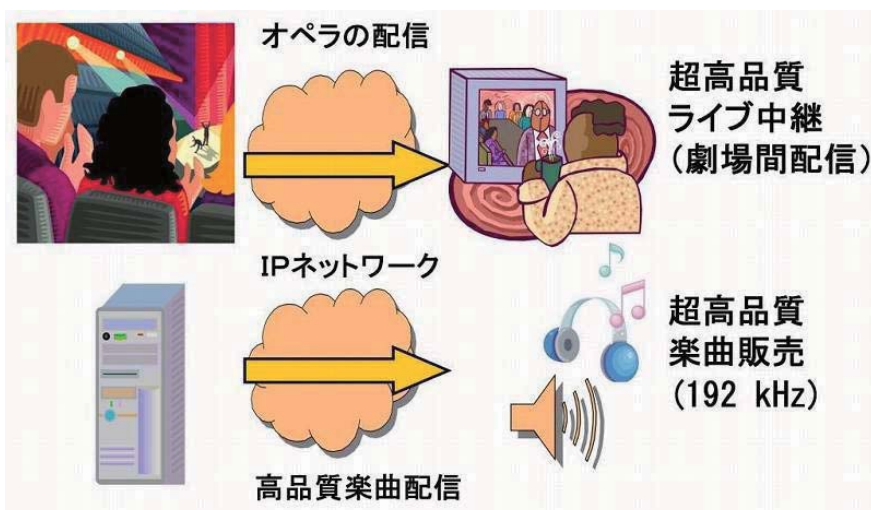 オペラの配信
超高品質
ライブ中継
(劇場間配信)
IPネットワーク
超高品質
楽曲販売
(192 kHz)
高品質楽曲配信